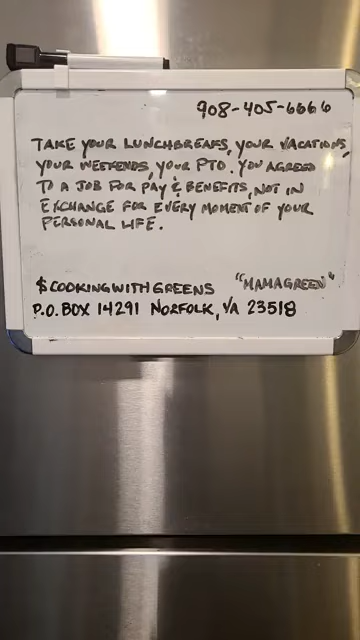 908-405-6666
TAKE YOUR LUNCHBREAKS, YOUR VACATIONS,
YOUR WEEKENDS, YOUR PTO. YOU AGREED
TO A JOB FOR PAY & BENEFITS, NOT IN
EXCHANGE FOR EVERY MOMENT OF YOUR
PERSONAL LIFE.
$COOKINGWITHGREENS "MAMAGREEN"
P.O. BOX 14291 NORFOLK, VA 23518